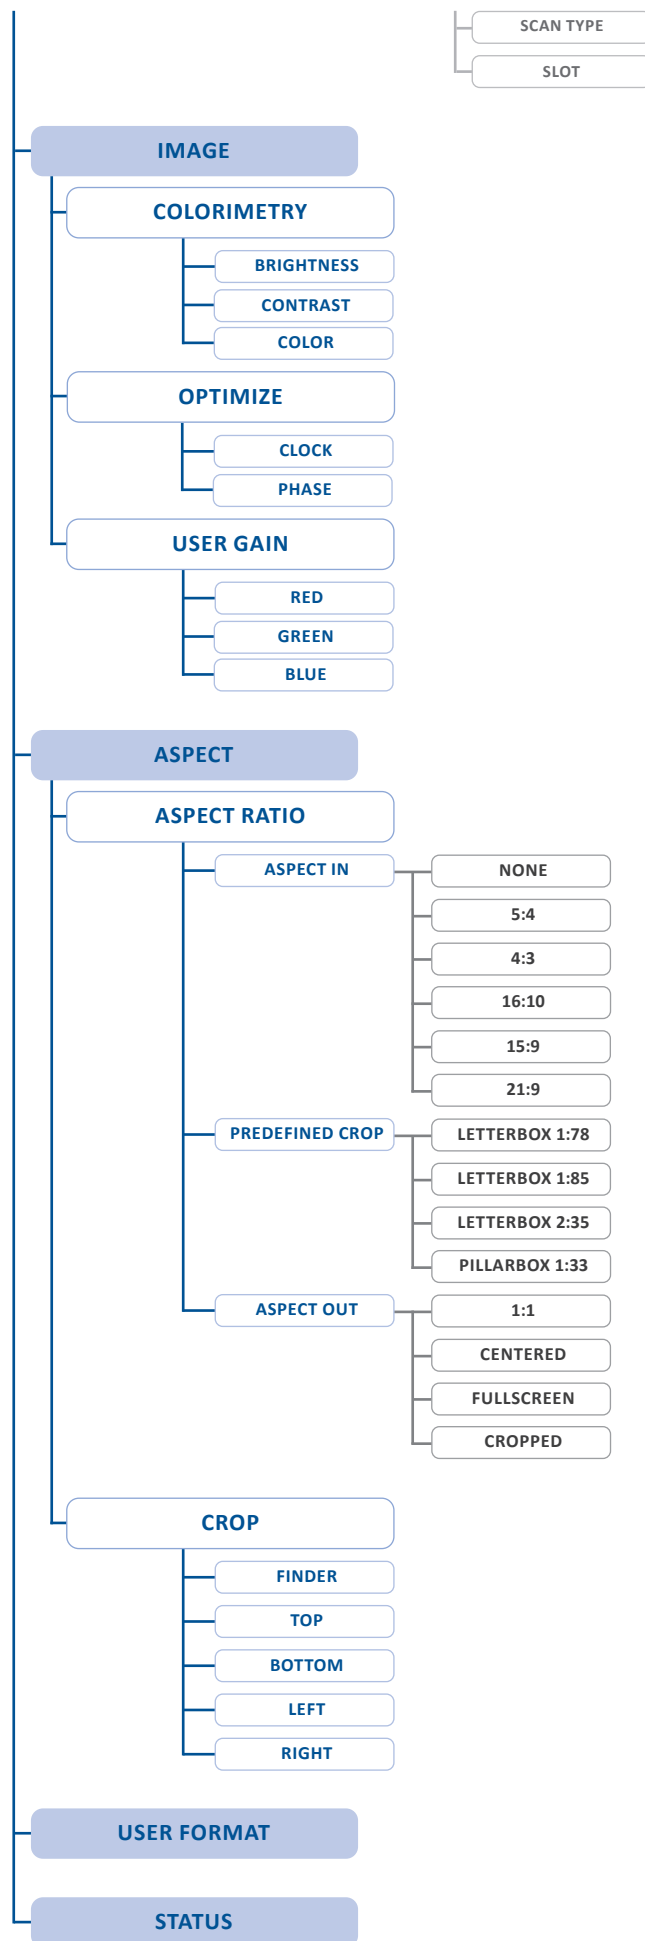 SCAN TYPE
SLOT
IMAGE
COLORIMETRY
BRIGHTNESS
CONTRAST
COLOR
OPTIMIZE
CLOCK
PHASE
USER GAIN
RED
GREEN
BLUE
ASPECT
ASPECT RATIO
ASPECT IN
NONE
5:4
4:3
16:10
15:9
21:9
PREDEFINED CROP
LETTERBOX 1:78
LETTERBOX 1:85
LETTERBOX 2:35
PILLARBOX 1:33
ASPECT OUT
1:1
CENTERED
FULLSCREEN
CROPPED
CROP
FINDER
TOP
BOTTOM
LEFT
RIGHT
USER FORMAT
STATUS